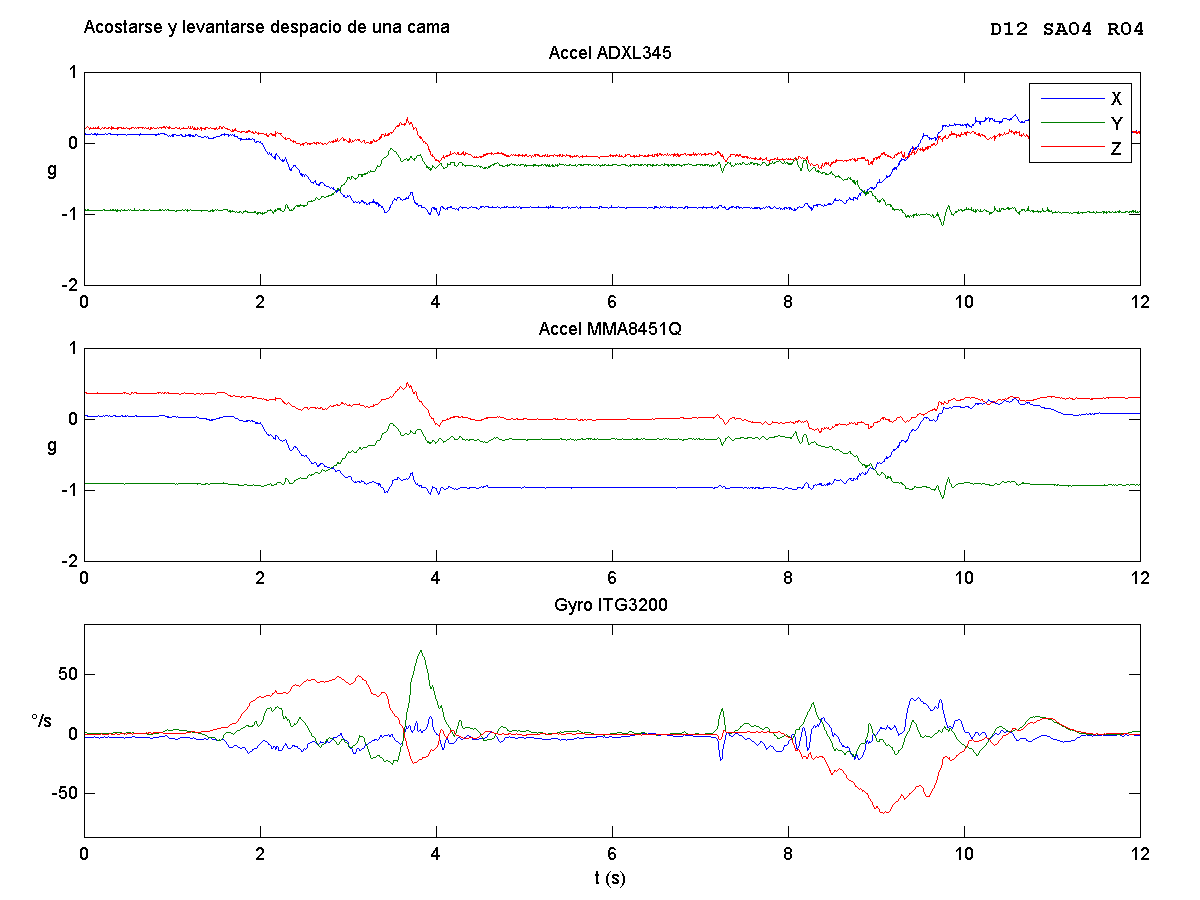 Acostarse y levantarse despacio de una cama
D12 SA04 R04
Accel ADXL345
1
0
-1
-2
g
X
Y
Z
0 2 4 6 8 10 12
Accel MMA8451Q
1
0
-1
-2
g
0 2 4 6 8 10 12
Gyro ITG3200
50
0
-50
°/s
0 2 4 6 8 10 12
t (s)